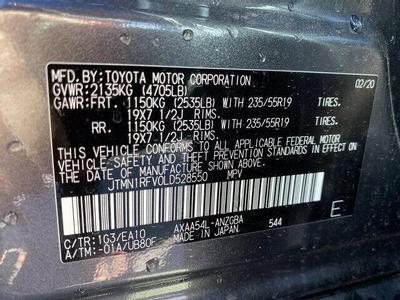 MFD.BY:TOYOTA MOTOR CORPORATION 02/20
GVWR:2135KG (4705LB)
GAWR:FRT. 1150KG (2535LB) WITH 235/55R19 TIRES.
19X7 1/2J RIMS.
RR. 1150KG (2535LB) WITH 235/55R19 TIRES.
19X7 1/2J RIMS.
THIS VEHICLE CONFORMS TO ALL APPLICABLE FEDERAL MOTOR
VEHICLE SAFETY, BUMPER, AND THEFT PREVENTION STANDARDS
IN EFFECT ON THE DATE OF MANUFACTURE SHOWN ABOVE.
JTMN1RFV0LD528550 MPV
E
C/TR:1G3/EA10 AXAA54L-ANZGBA 544
A/TM:-01A/UB80F MADE IN JAPAN